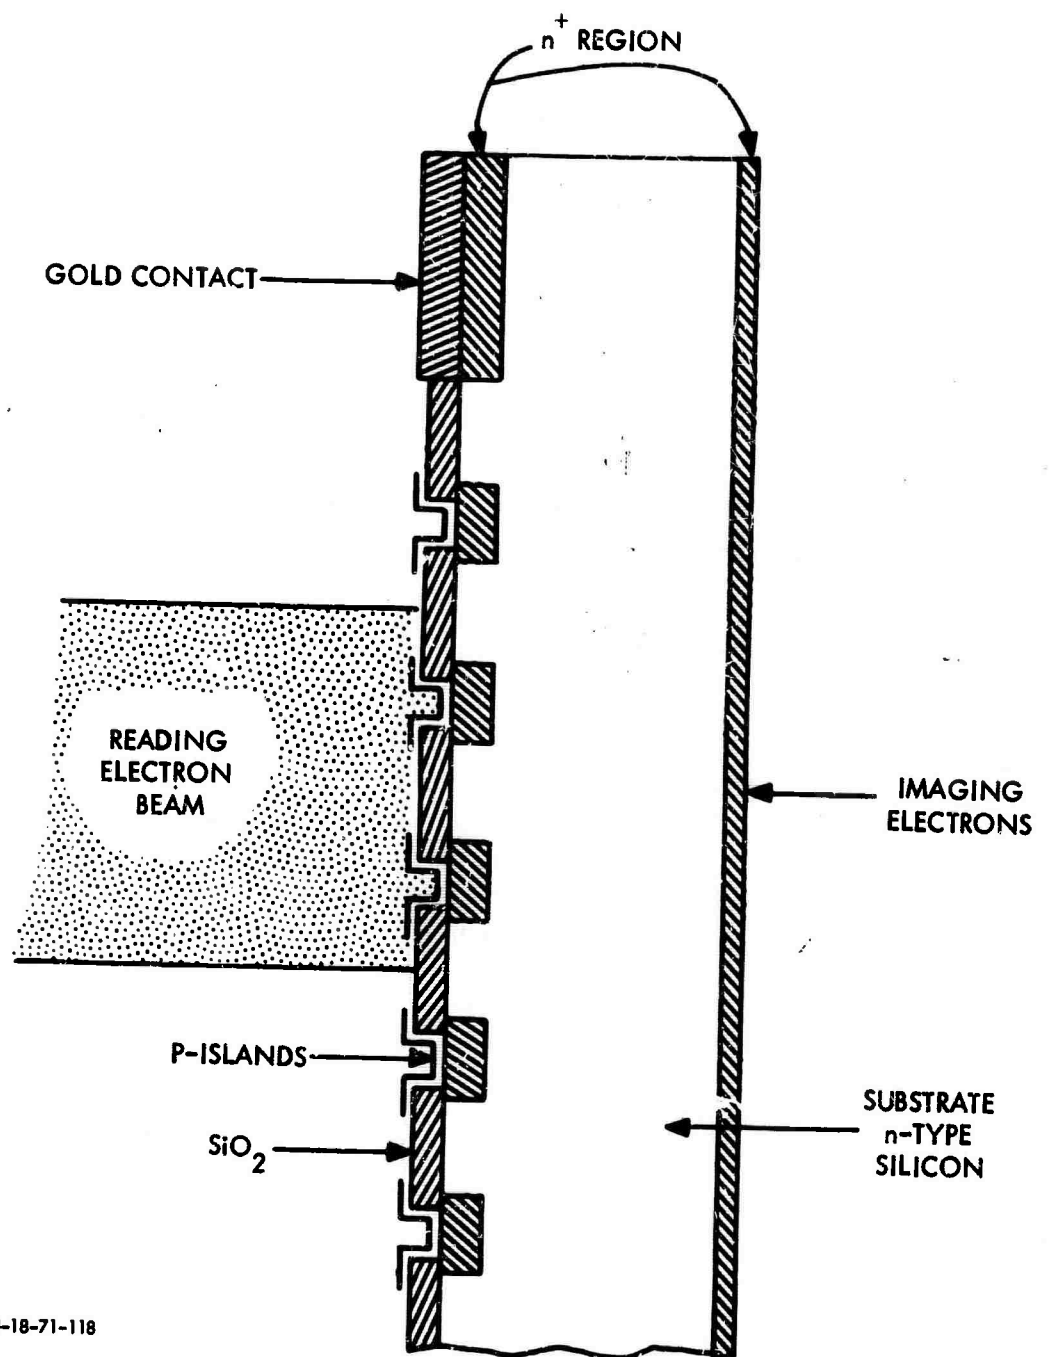 n+ REGION
GOLD CONTACT
READING
ELECTRON
BEAM
IMAGING
ELECTRONS
P-ISLANDS
SiO2
SUBSTRATE
n-TYPE
SILICON
-18-71-118